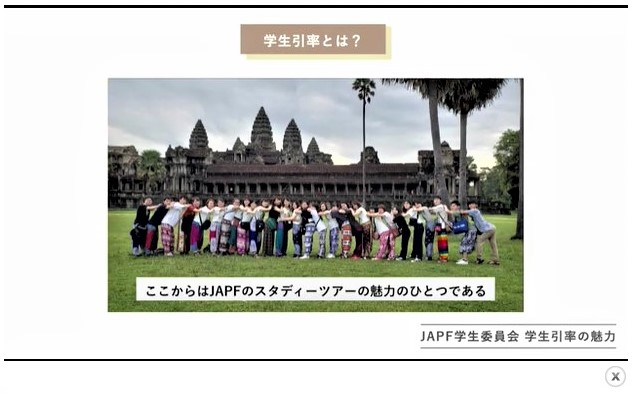 学生引率とは？
ここからはJAPFのスタディーツアーの魅力のひとつである
JAPF学生委員会 学生引率の魅力
X